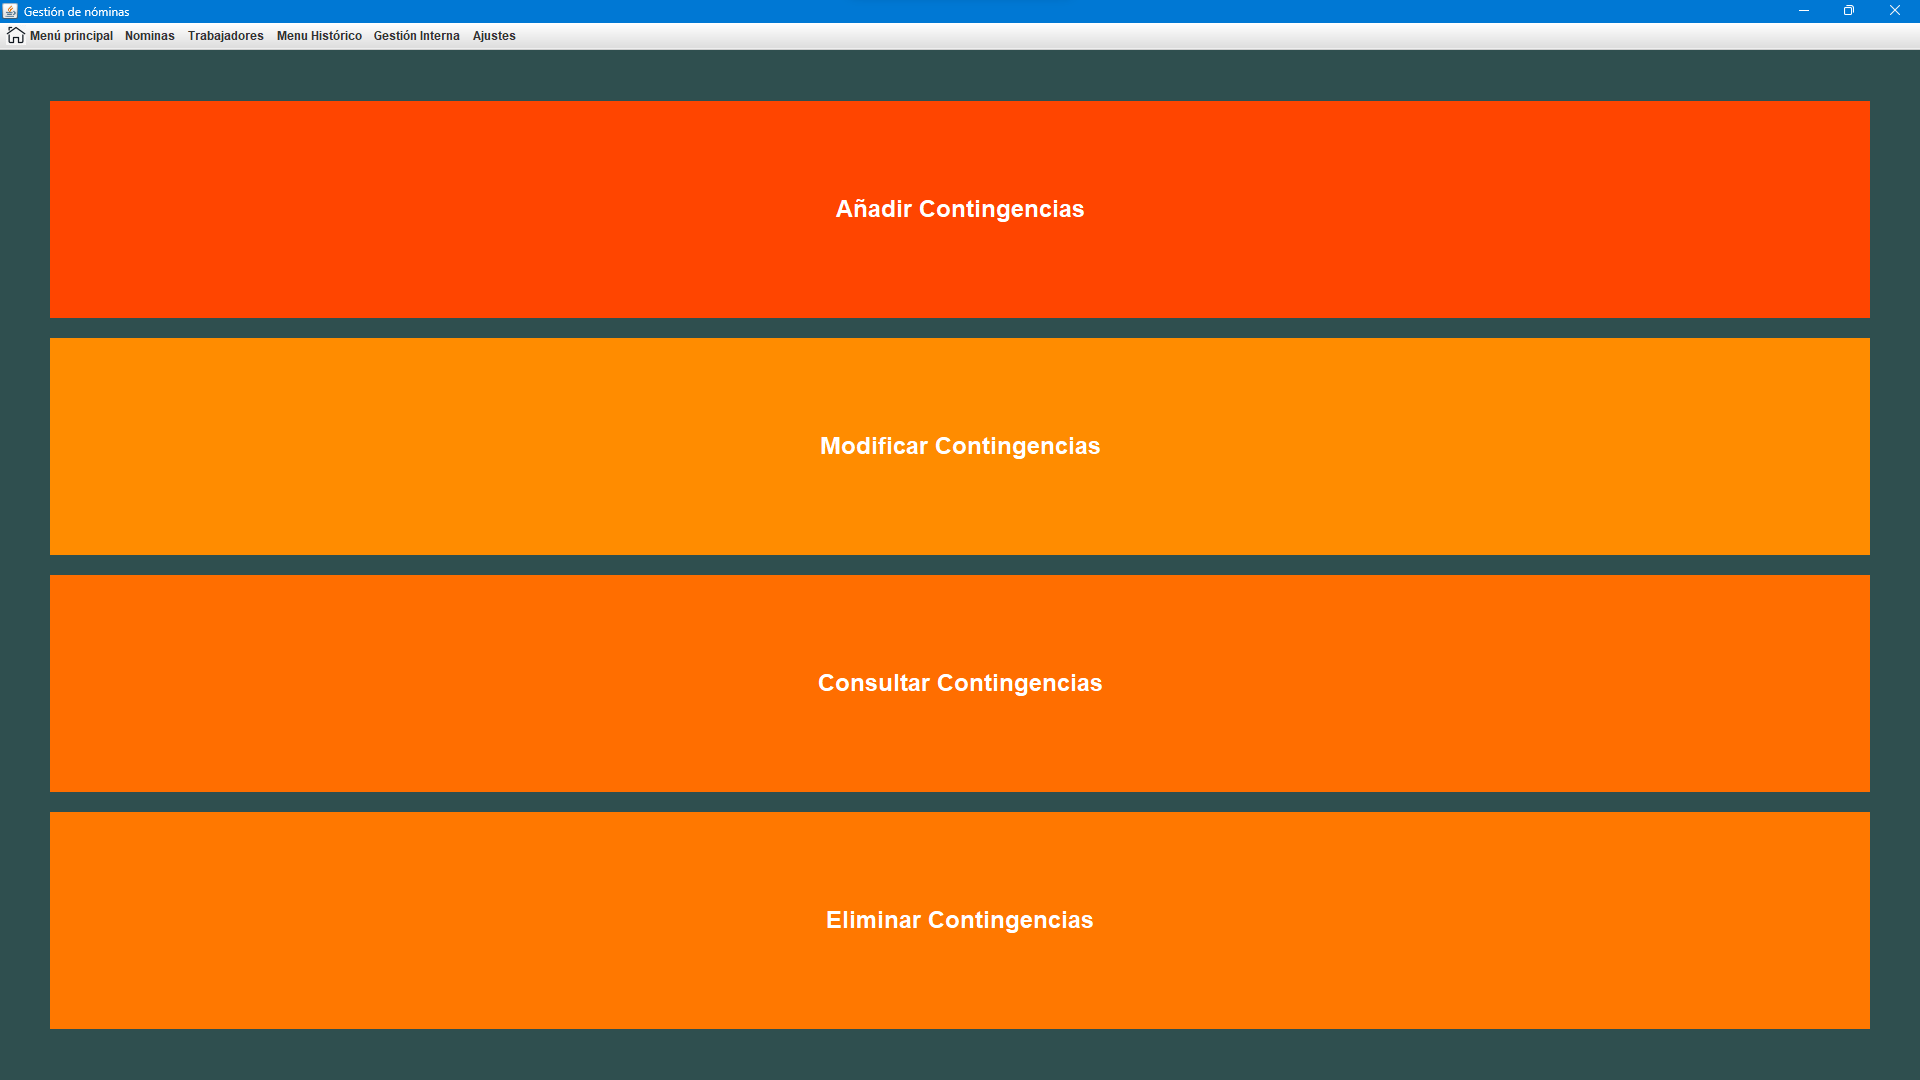 Gestión de nóminas
Menú principal Nominas Trabajadores Menu Histórico Gestión Interna Ajustes
Añadir Contingencias
Modificar Contingencias
Consultar Contingencias
Eliminar Contingencias